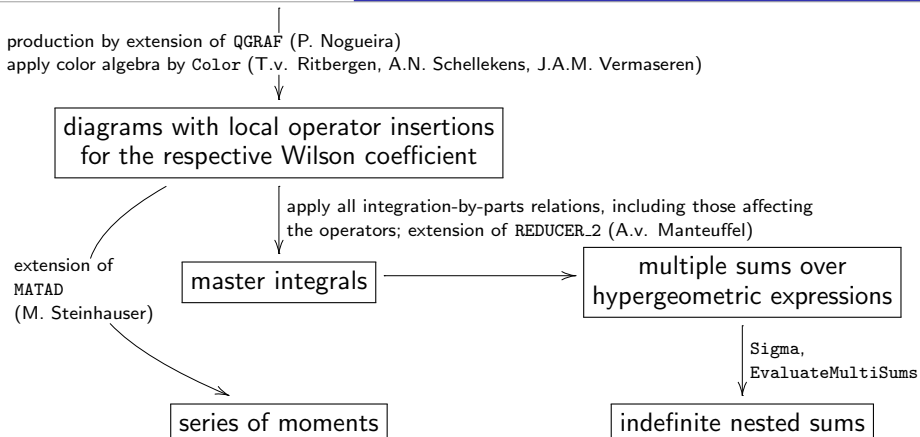 production by extension of QGRAF (P. Nogueira)
apply color algebra by Color (T.v. Ritbergen, A.N. Schellekens, J.A.M. Vermaseren)
diagrams with local operator insertions
for the respective Wilson coefficient
apply all integration-by-parts relations, including those affecting
the operators; extension of REDUCER_2 (A.v. Manteuffel)
extension of
MATAD
(M. Steinhauser)
master integrals
multiple sums over
hypergeometric expressions
Sigma,
EvaluateMultiSums
series of moments
indefinite nested sums